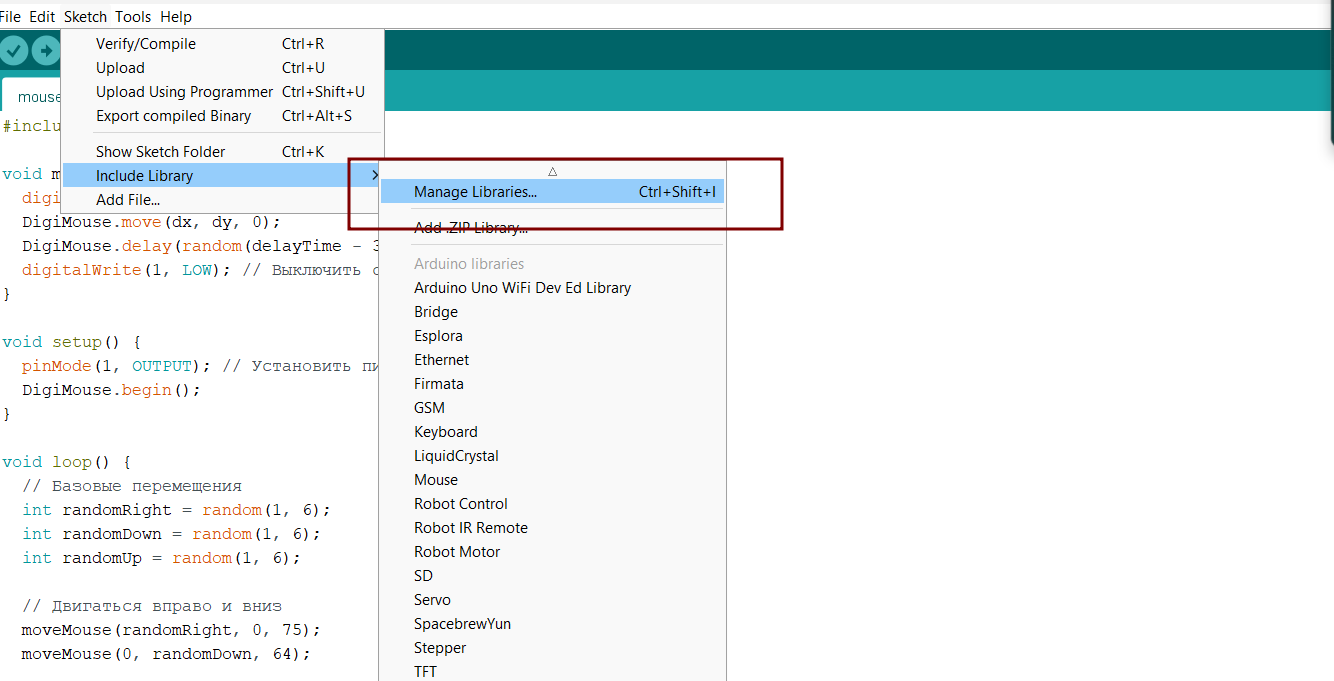 File Edit Sketch Tools Help
Verify/Compile Ctrl+R
Upload Ctrl+U
Upload Using Programmer Ctrl+Shift+U
Export compiled Binary Ctrl+Alt+S
Show Sketch Folder Ctrl+K
Include Library
Add File...
Manage Libraries... Ctrl+Shift+I
Add .ZIP Library...
Arduino libraries
Arduino Uno WiFi Dev Ed Library
Bridge
Esplora
Ethernet
Firmata
GSM
Keyboard
LiquidCrystal
Mouse
Robot Control
Robot IR Remote
Robot Motor
SD
Servo
SpacebrewYun
Stepper
TFT
mouse
#inclu
void m
digi
DigiMouse.move(dx, dy, 0);
DigiMouse.delay(random(delayTime - 3
digitalWrite(1, LOW); // Выключить с
}
void setup() {
pinMode(1, OUTPUT); // Установить пи
DigiMouse.begin();
}
void loop() {
// Базовые перемещения
int randomRight = random(1, 6);
int randomDown = random(1, 6);
int randomUp = random(1, 6);
// Двигаться вправо и вниз
moveMouse(randomRight, 0, 75);
moveMouse(0, randomDown, 64);